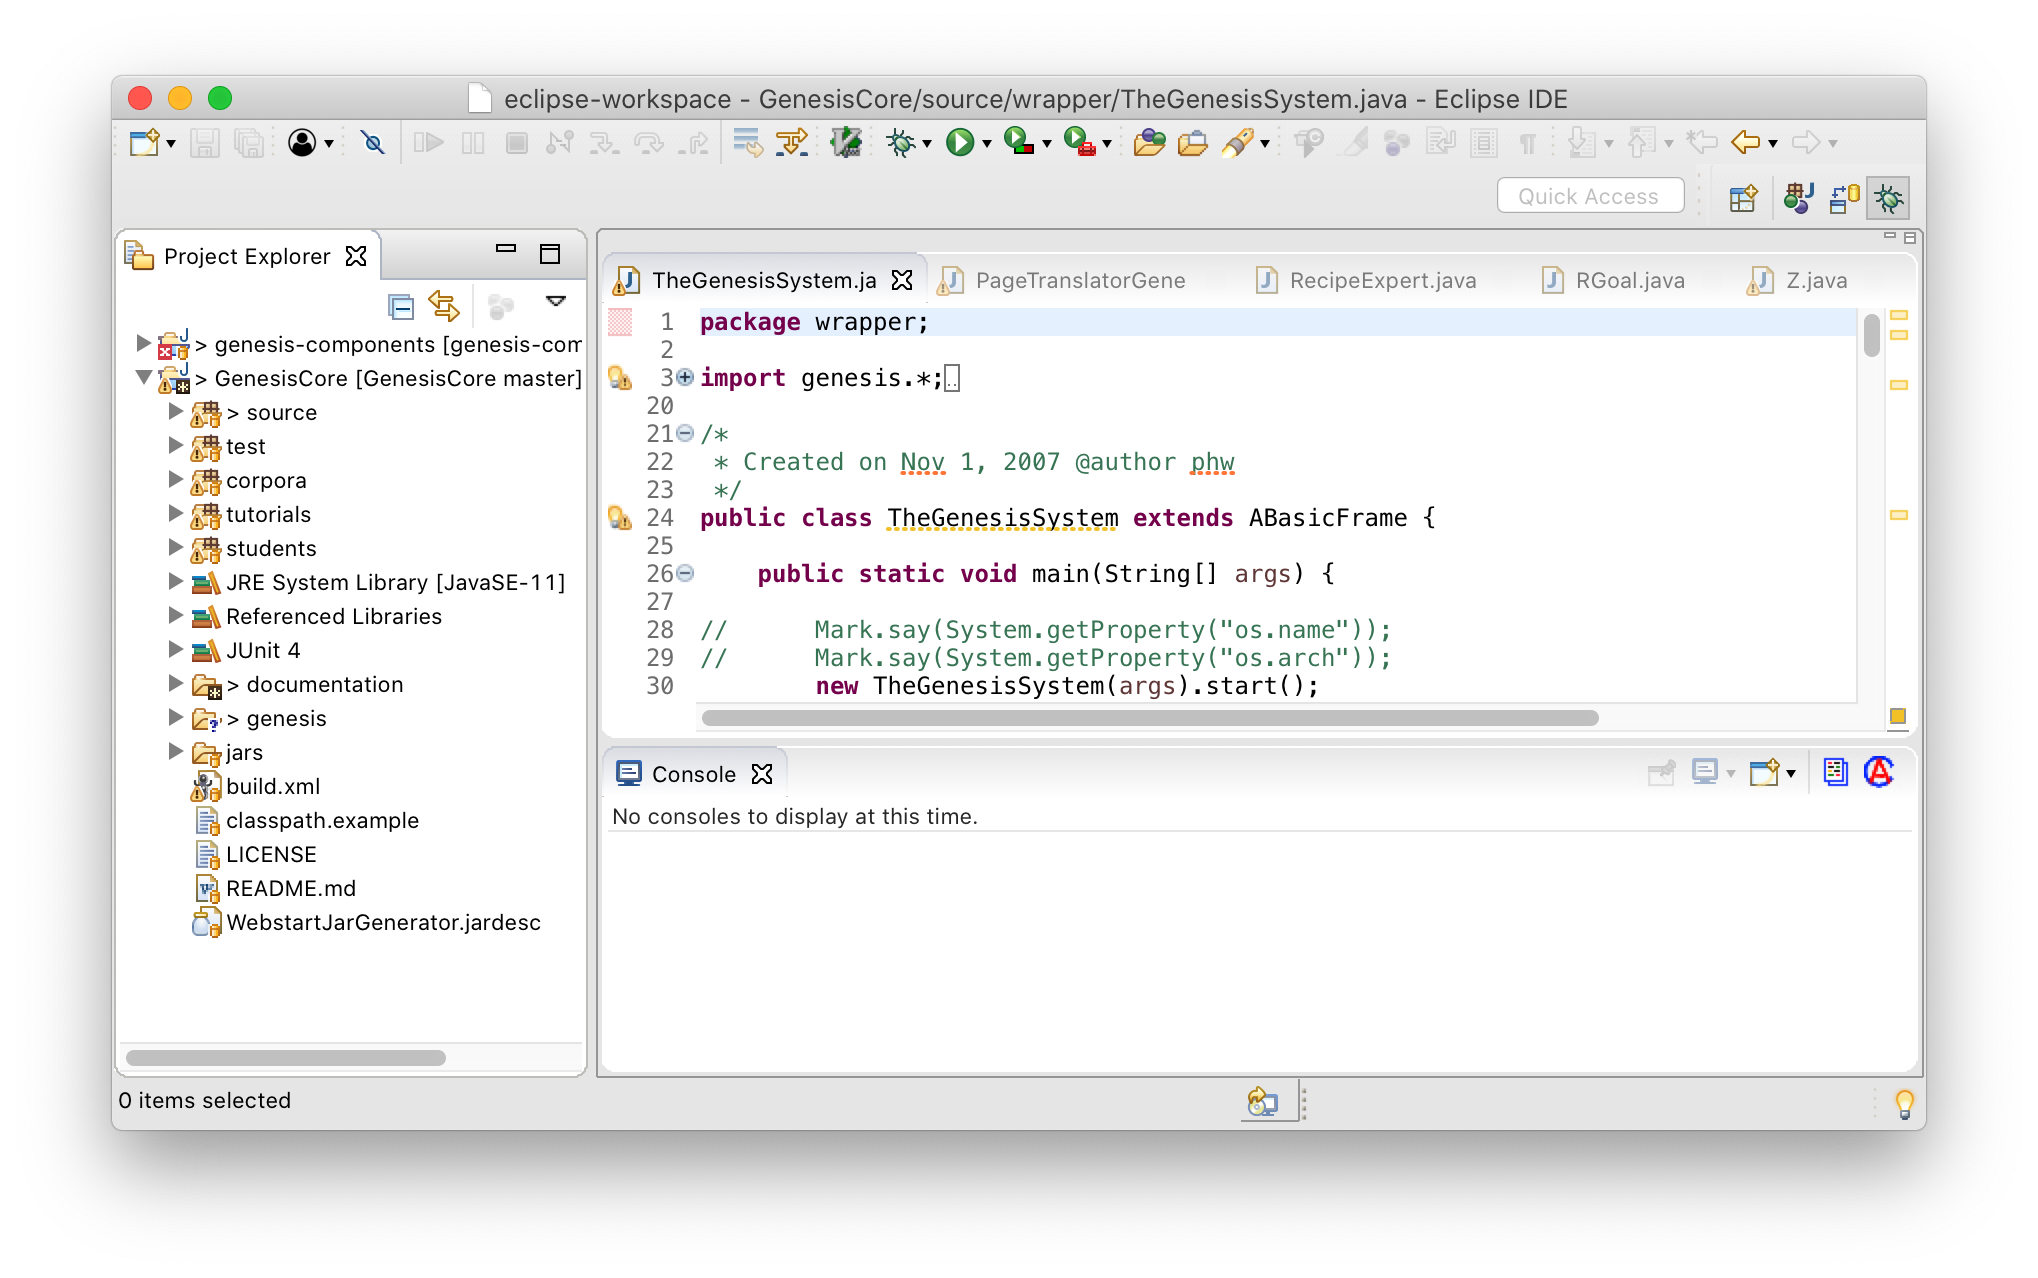 eclipse-workspace - GenesisCore/source/wrapper/TheGenesisSystem.java - Eclipse IDE
Quick Access
Project Explorer
> genesis-components [genesis-com
> GenesisCore [GenesisCore master]
> source
test
corpora
tutorials
students
JRE System Library [JavaSE-11]
Referenced Libraries
JUnit 4
> documentation
> genesis
jars
build.xml
classpath.example
LICENSE
README.md
WebstartJarGenerator.jardesc
TheGenesisSystem.ja PageTranslatorGene RecipeExpert.java RGoal.java Z.java
1 package wrapper;
2
3 import genesis.*;
20
21 /*
22 * Created on Nov 1, 2007 @author phw
23 */
24 public class TheGenesisSystem extends ABasicFrame {
25
26 public static void main(String[] args) {
27
28 // Mark.say(System.getProperty("os.name"));
29 // Mark.say(System.getProperty("os.arch"));
30 new TheGenesisSystem(args).start();
Console
No consoles to display at this time.
0 items selected